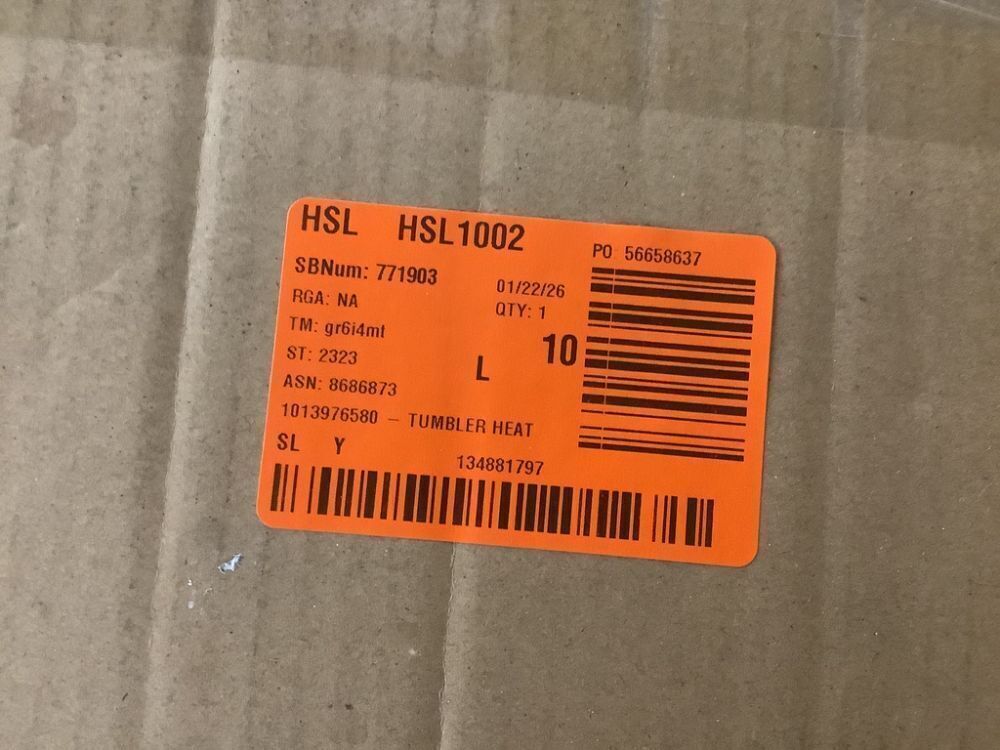 HSL HSL1002
PO 56658637
SBNum: 771903
01/22/26
RGA: NA
QTY: 1
TM: gr6i4mt
10
ST: 2323
L
ASN: 8686873
1013976580 – TUMBLER HEAT
SL Y
134881797